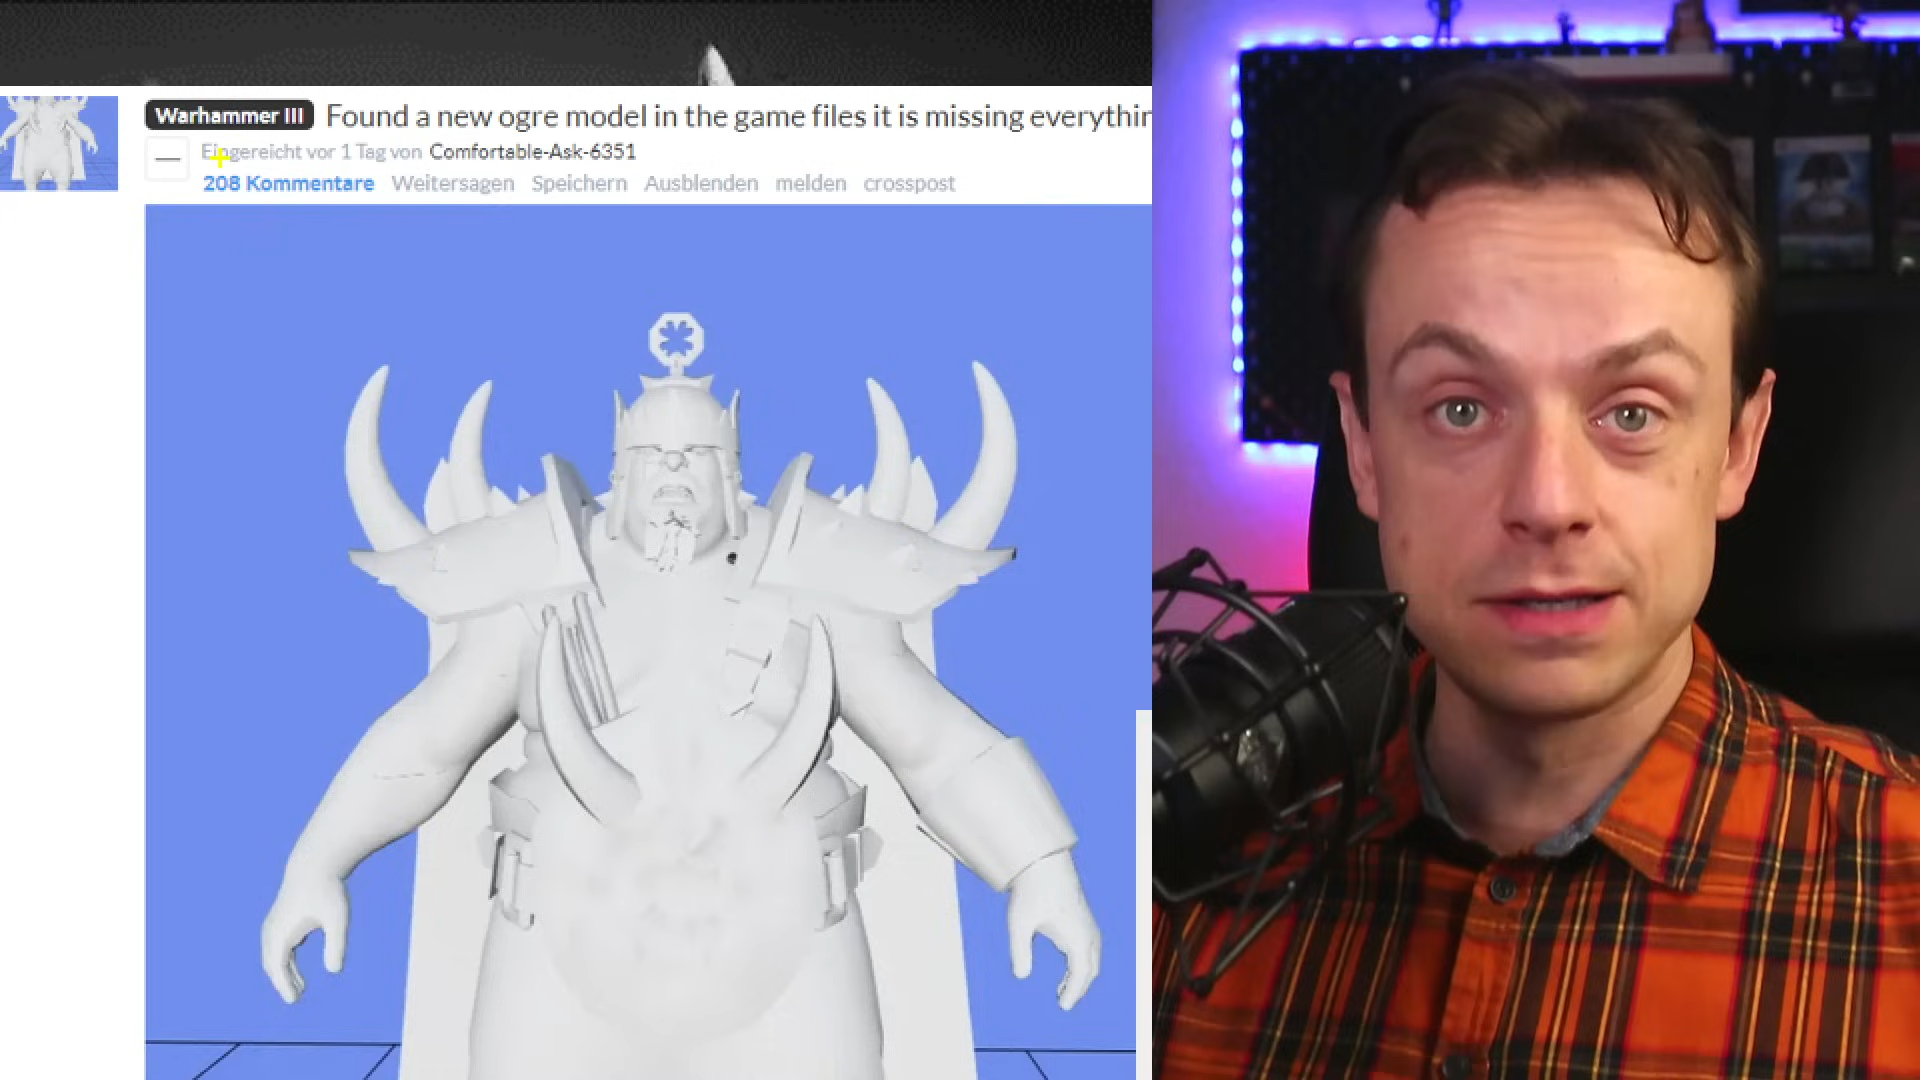 Warhammer III Found a new ogre model in the game files it is missing everythin
Eingereicht vor 1 Tag von Comfortable-Ask-6351
208 Kommentare Weitersagen Speichern Ausblenden melden crosspost